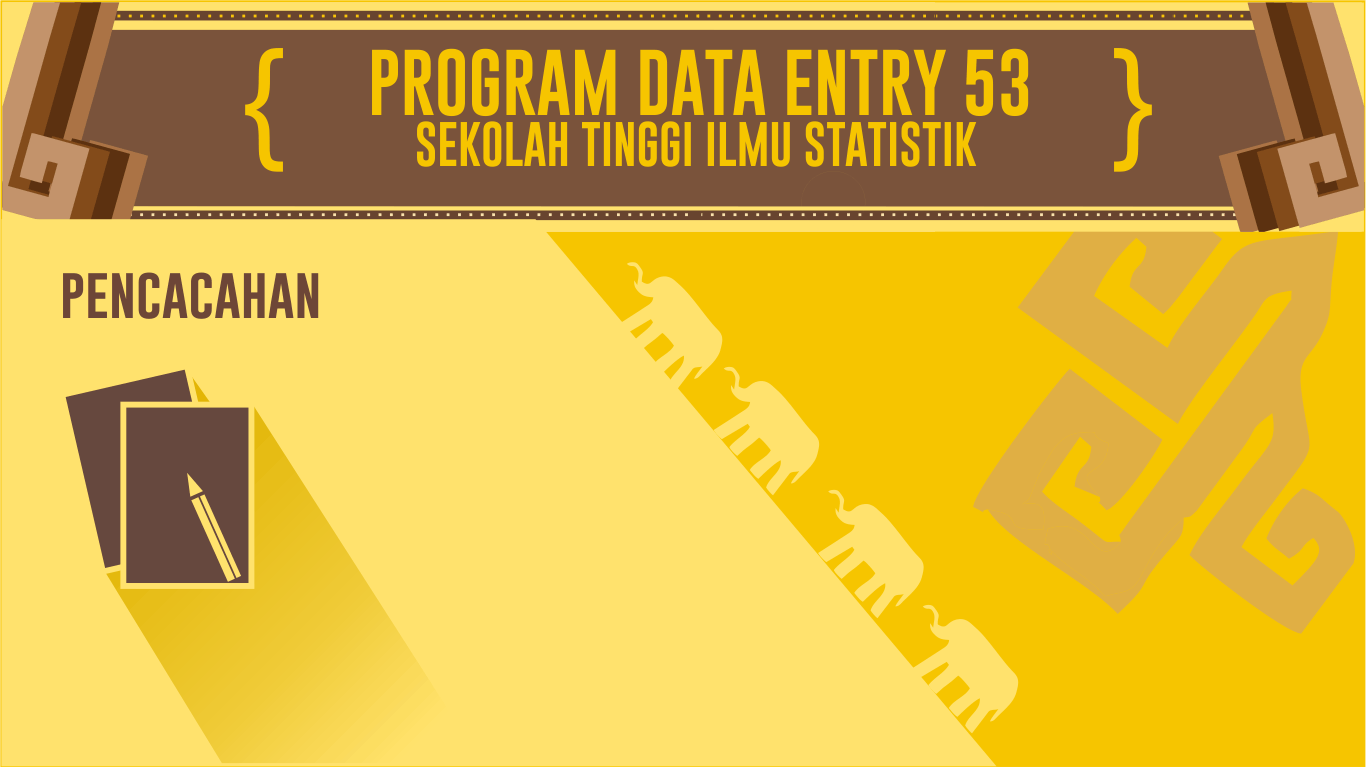 { PROGRAM DATA ENTRY 53 }
SEKOLAH TINGGI ILMU STATISTIK
PENCACAHAN